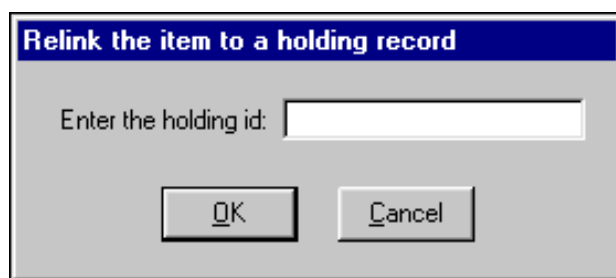 Relink the item to a holding record
Enter the holding id:
OK
Cancel